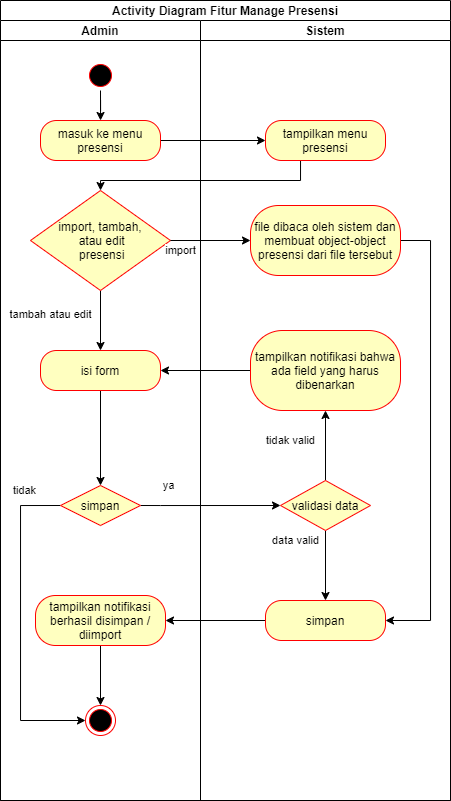 Activity Diagram Fitur Manage Presensi
Admin
Sistem
masuk ke menu
presensi
tampilkan menu
presensi
import, tambah,
atau edit
presensi
import
file dibaca oleh sistem dan
membuat object-object
presensi dari file tersebut
tambah atau edit
isi form
tampilkan notifikasi bahwa
ada field yang harus
dibenarkan
tidak valid
tidak
simpan
ya
validasi data
data valid
tampilkan notifikasi
berhasil disimpan /
diimport
simpan